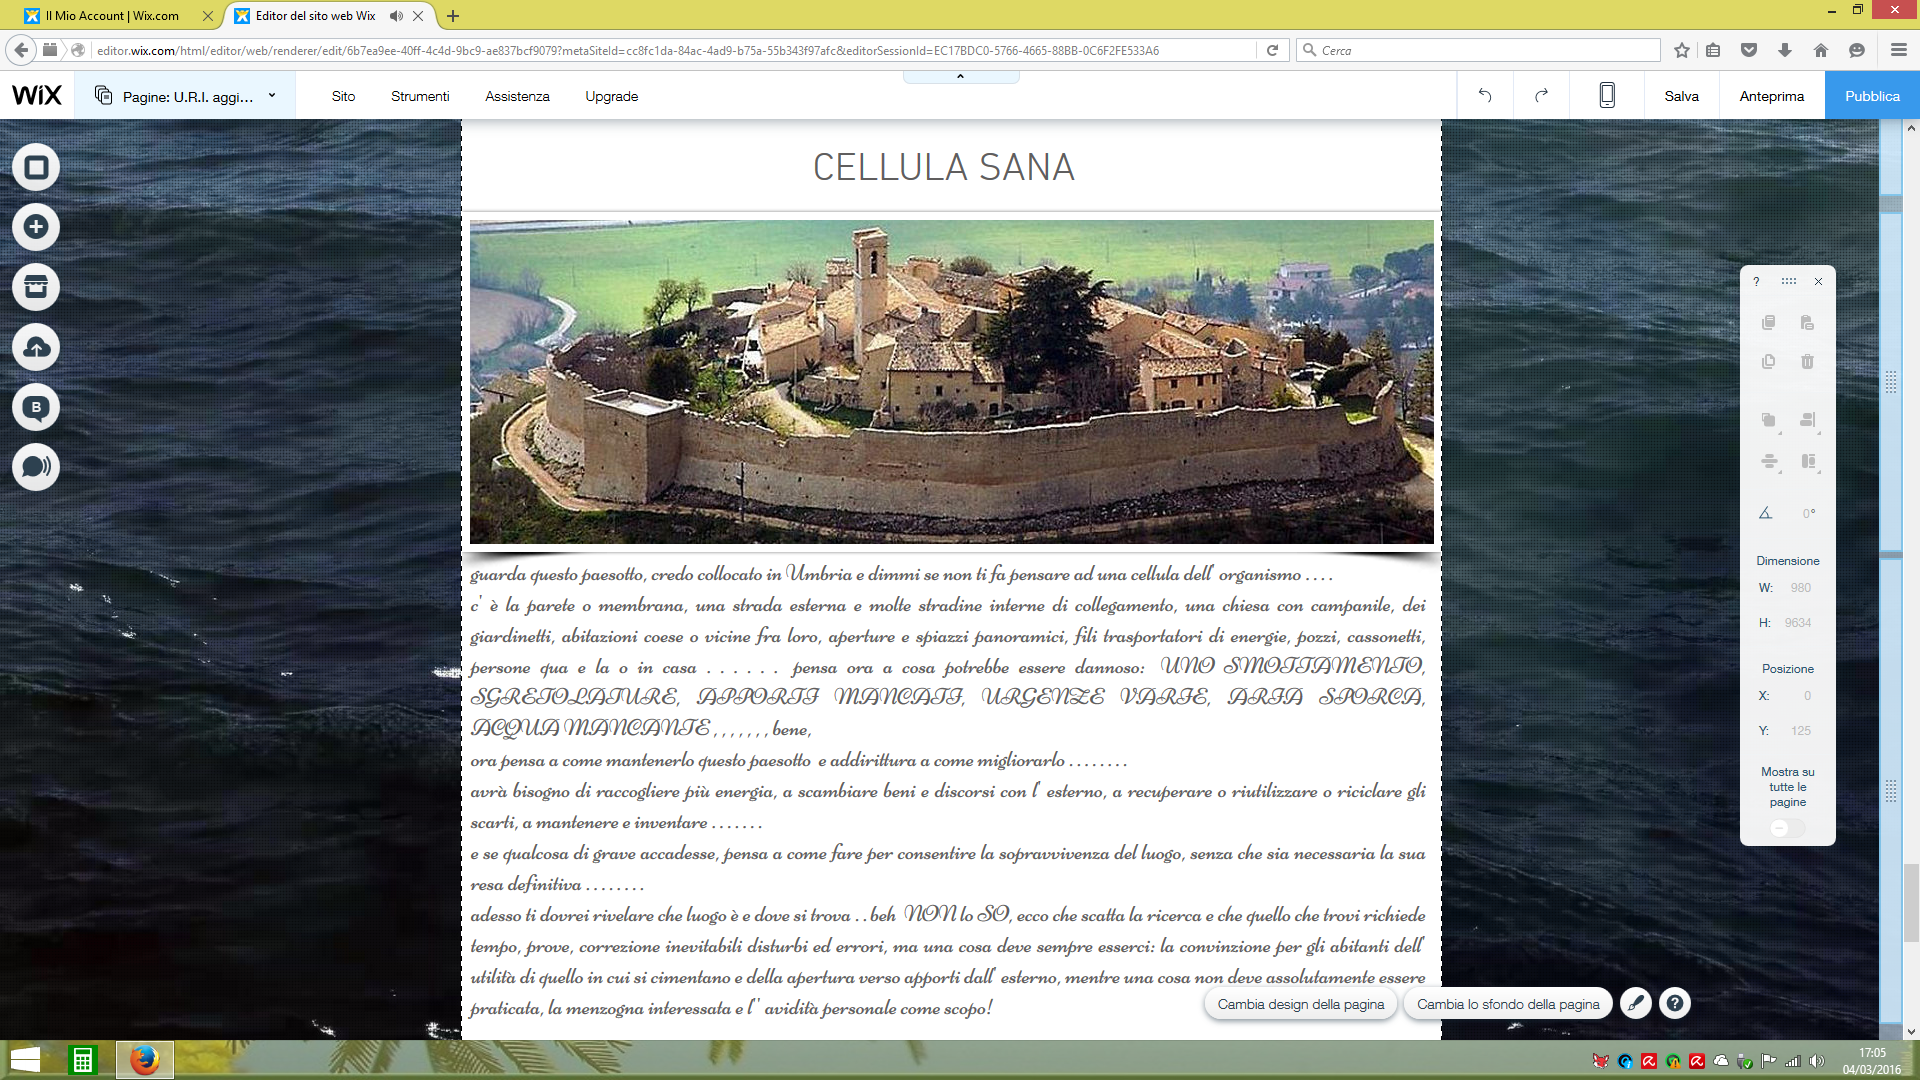 Il Mio Account | Wix.com
Editor del sito web Wix
editor.wix.com/html/editor/web/renderer/edit/6b7ea9ee-40ff-4c4d-9bc9-ae837bcf9079?metaSiteId=cc8fc1da-84ac-4ad9-b75a-55b343f97afc&editorSessionId=EC17BDC0-5766-4665-88BB-0C6F2FE533A6
Cerca
WiX
Pagine: U.R.I. aggi...
Sito
Strumenti
Assistenza
Upgrade
Salva
Anteprima
Pubblica
CELLULA SANA
guarda questo paesotto, credo collocato in Umbria e dimmi se non ti fa pensare ad una cellula dell' organismo . . . .
c' è la parete o membrana, una strada esterna e molte stradine interne di collegamento, una chiesa con campanile, dei
giardinetti, abitazioni coese o vicine fra loro, aperture e spiazzi panoramici, fili trasportatori di energie, pozzi, cassonetti,
persone qua e la o in casa . . . . . . pensa ora a cosa potrebbe essere dannoso: UNO SMOTTAMENTO,
SGRETOLATURE, APPORTI MANCATI, URGENZE VARIE, ARIA SPORCA,
ACQUA MANCANTE , , , , , , , bene,
ora pensa a come mantenerlo questo paesotto e addirittura a come migliorarlo . . . . . . . .
avrà bisogno di raccogliere più energia, a scambiare beni e discorsi con l' esterno, a recuperare o riutilizzare o riciclare gli
scarti, a mantenere e inventare . . . . . . .
e se qualcosa di grave accadesse, pensa a come fare per consentire la sopravvivenza del luogo, senza che sia necessaria la sua
resa definitiva . . . . . . . .
adesso ti dovrei rivelare che luogo è e dove si trova . . beh NON lo SO, ecco che scatta la ricerca e che quello che trovi richiede
tempo, prove, correzione inevitabili disturbi ed errori, ma una cosa deve sempre esserci: la convinzione per gli abitanti dell'
utilità di quello in cui si cimentano e della apertura verso apporti dall' esterno, mentre una cosa non deve assolutamente essere
praticata, la menzogna interessata e l'' avidità personale come scopo!
B
?
0°
Dimensione
W: 980
H: 9634
Posizione
X: 0
Y: 125
Mostra su
tutte le
pagine
Cambia design della pagina
Cambia lo sfondo della pagina
?
17:05
04/03/2016